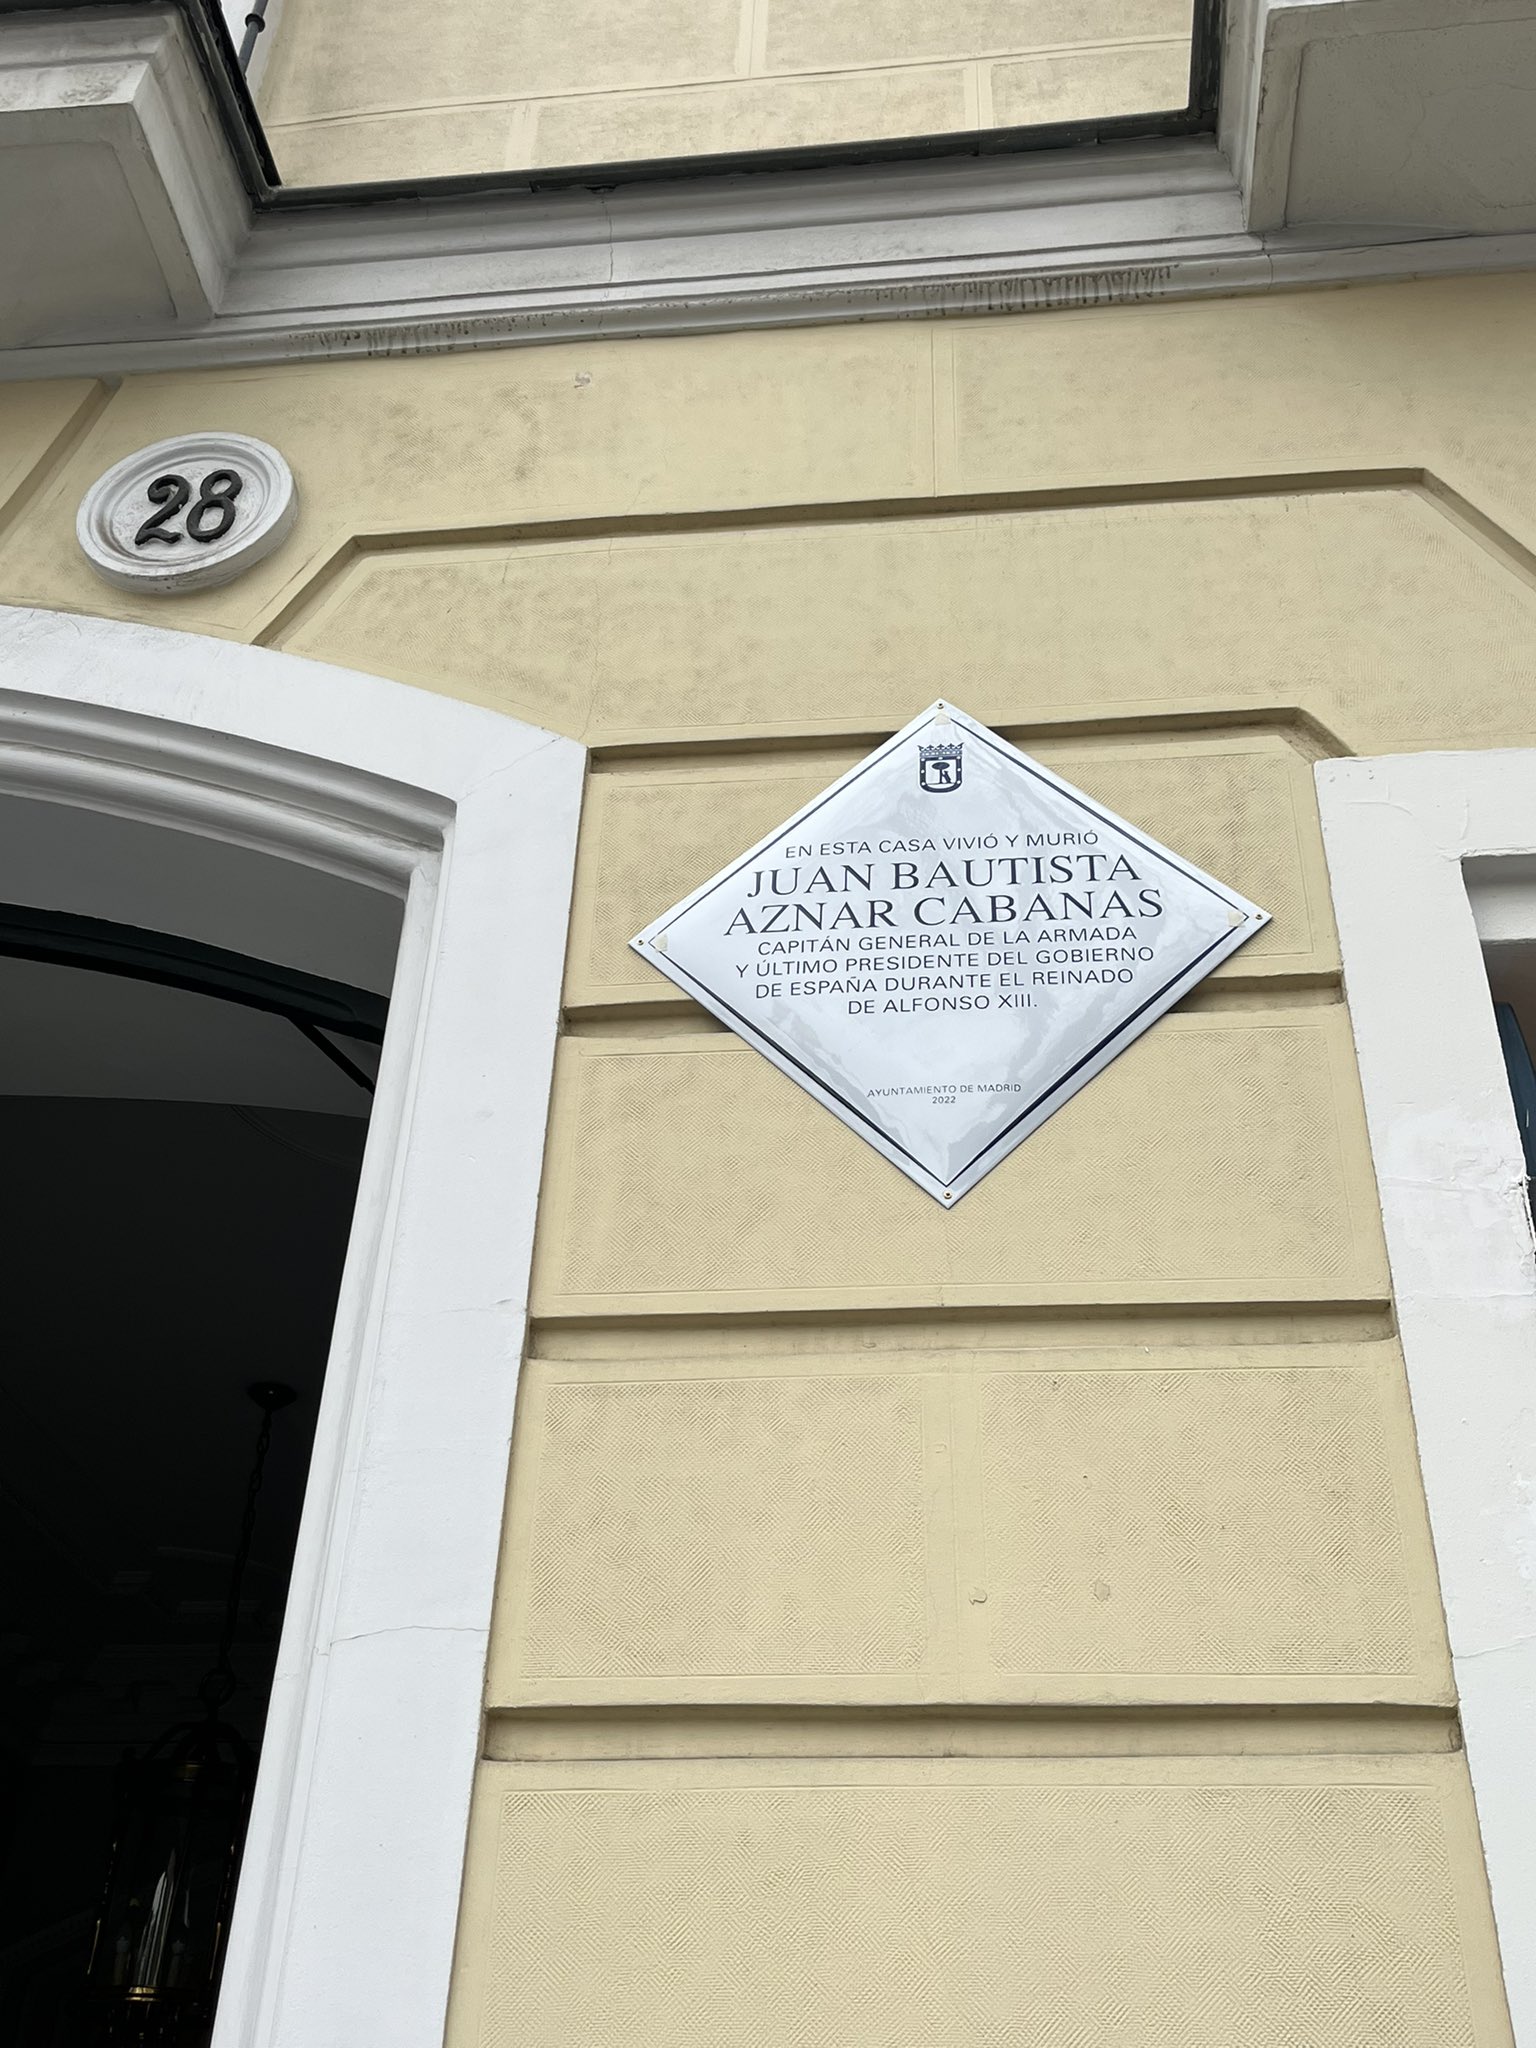 28
EN ESTA CASA VIVIÓ Y MURIÓ
JUAN BAUTISTA
AZNAR CABANAS
CAPITÁN GENERAL DE LA ARMADA
Y ÚLTIMO PRESIDENTE DEL GOBIERNO
DE ESPAÑA DURANTE EL REINADO
DE ALFONSO XIII.
AYUNTAMIENTO DE MADRID
2022